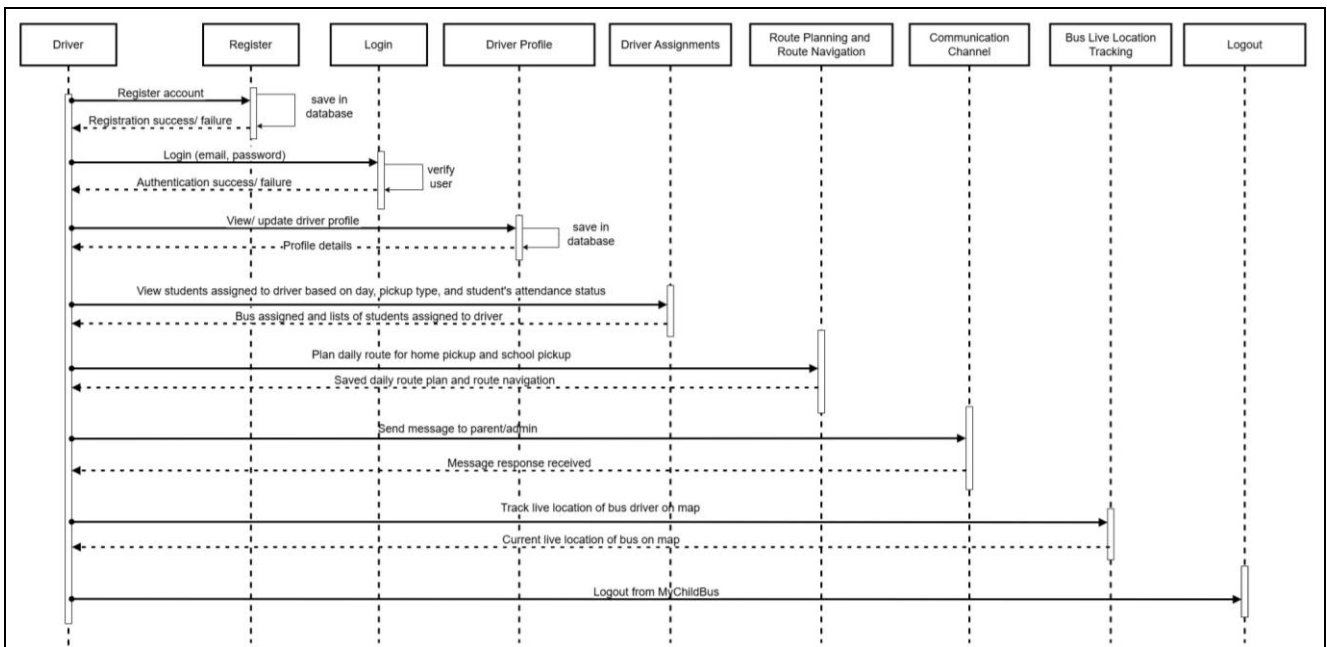 Driver
Register
Login
Driver Profile
Driver Assignments
Route Planning and
Route Navigation
Communication
Channel
Bus Live Location
Tracking
Logout
Register account
save in
database
Registration success/ failure
Login (email, password)
verify
user
Authentication success/ failure
View/ update driver profile
save in
database
Profile details
View students assigned to driver based on day, pickup type, and student's attendance status
Bus assigned and lists of students assigned to driver
Plan daily route for home pickup and school pickup
Saved daily route plan and route navigation
Send message to parent/admin
Message response received
Track live location of bus driver on map
Current live location of bus on map
Logout from MyChildBus